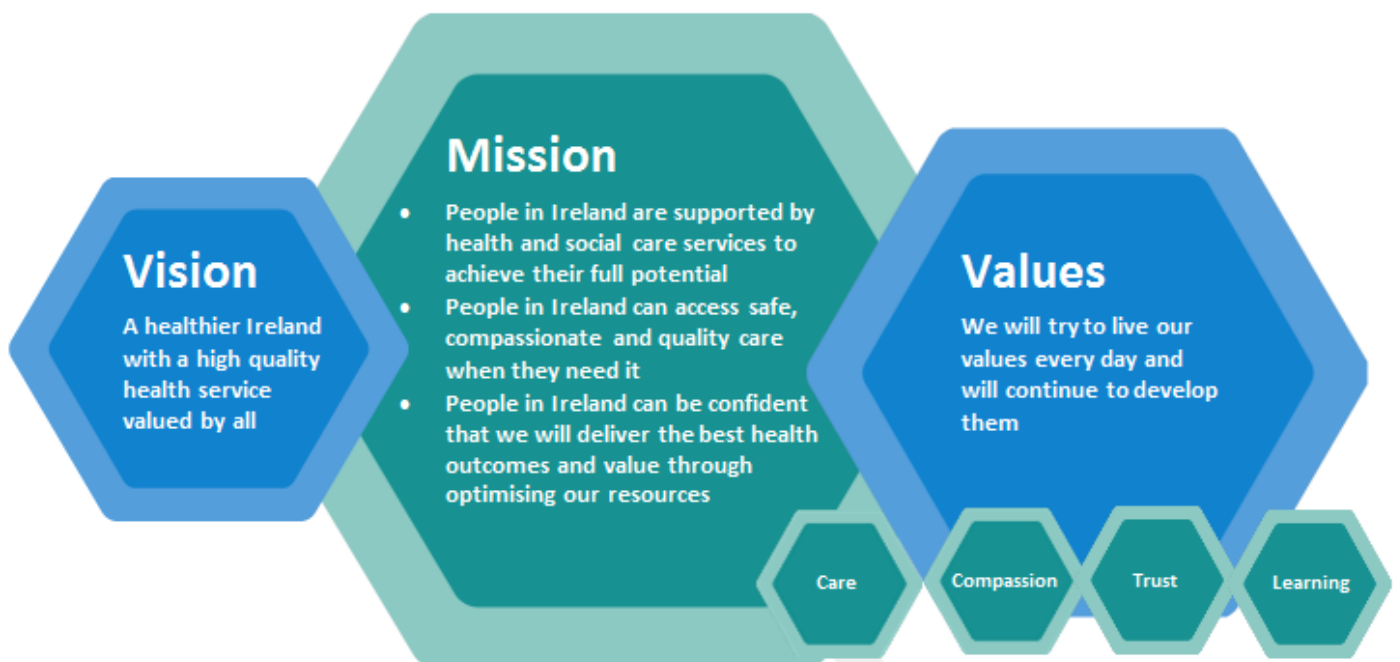 Vision
A healthier Ireland
with a high quality
health service
valued by all
Mission
• People in Ireland are supported by
health and social care services to
achieve their full potential
• People in Ireland can access safe,
compassionate and quality care
when they need it
• People in Ireland can be confident
that we will deliver the best health
outcomes and value through
optimising our resources
Values
We will try to live our
values every day and
will continue to develop
them
Care
Compassion
Trust
Learning